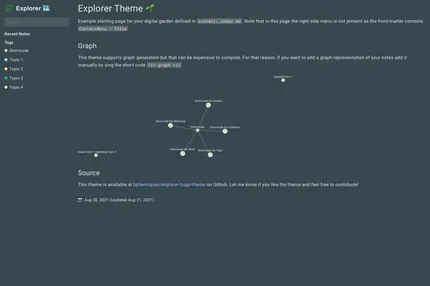 Explorer
Search
Recent Notes
Tags
Shortcode
Topic 1
Topic 2
Topic 3
Topic 4
Explorer Theme
Example starting page for your digital garden defined in content/_index.md. Note that in this page the right side menu is not present as the front-matter contains
ContextMenu = false.
Graph
This theme supports graph generation but that can be expensive to compute. For that reason, if you want to add a graph representation of your notes add it
manually by sing the short code
Shortcode
Source
This theme is available at bphenriques/explorer-hugo-theme on Github. Let me know if you like the theme and feel free to contribute!
Aug 20, 2021 (Updated Aug 31, 2021)